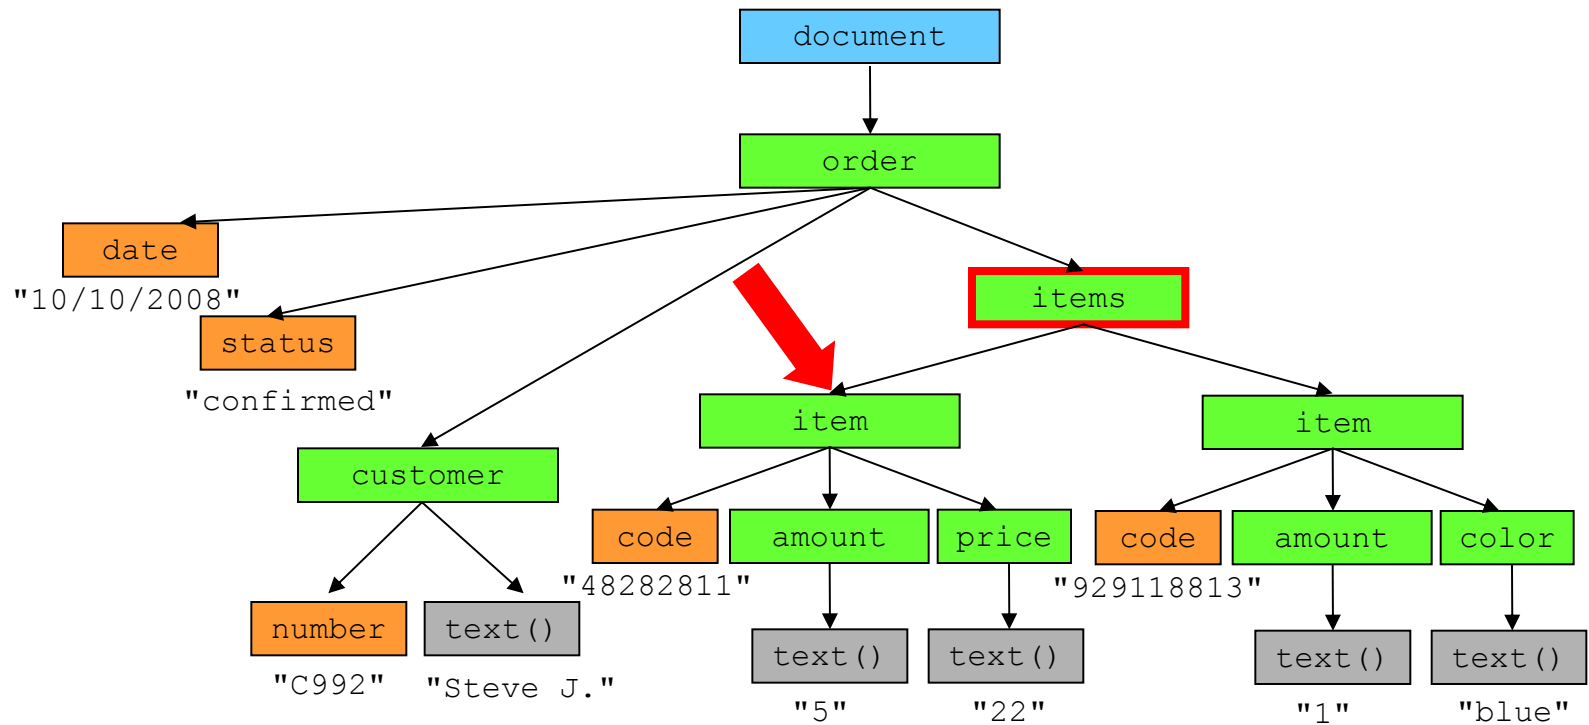 document
order
date
"10/10/2008"
status
"confirmed"
items
customer
number
"C992"
text()
"Steve J."
item
code
"48282811"
amount
text()
"5"
price
text()
"22"
item
code
"929118813"
amount
text()
"1"
color
text()
"blue"